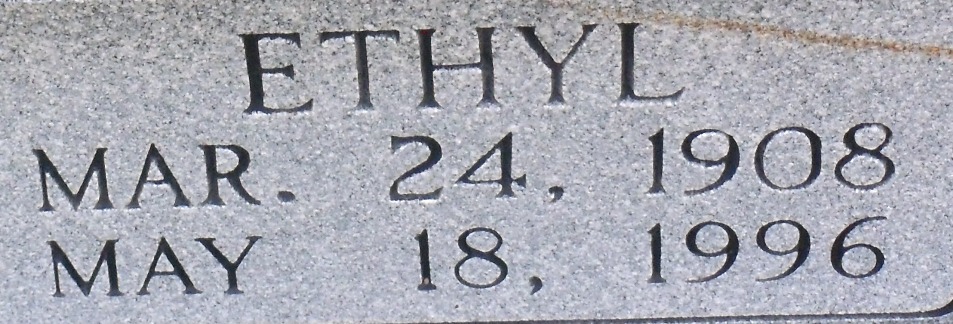 ETHYL
MAR. 24, 1908
MAY 18, 1996